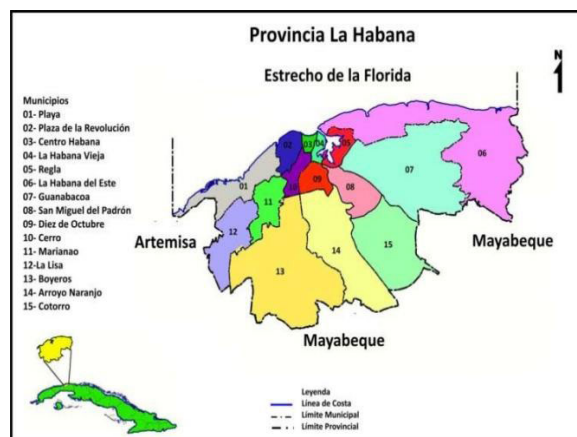 Provincia La Habana
N
Estrecho de la Florida
Municipios
01- Playa
02- Plaza de la Revolución
03- Centro Habana
04- La Habana Vieja
05- Regla
06- La Habana del Este
07- Guanabacoa
08- San Miguel del Padrón
09- Diez de Octubre
10- Cerro
11- Marianao
12-La Lisa
13- Boyeros
14- Arroyo Naranjo
15- Cotorro
02
03
04
05
06
01
10
09
08
07
11
12
13
14
15
Artemisa
Mayabeque
Mayabeque
Leyenda
Línea de Costa
Límite Municipal
Límite Provincial